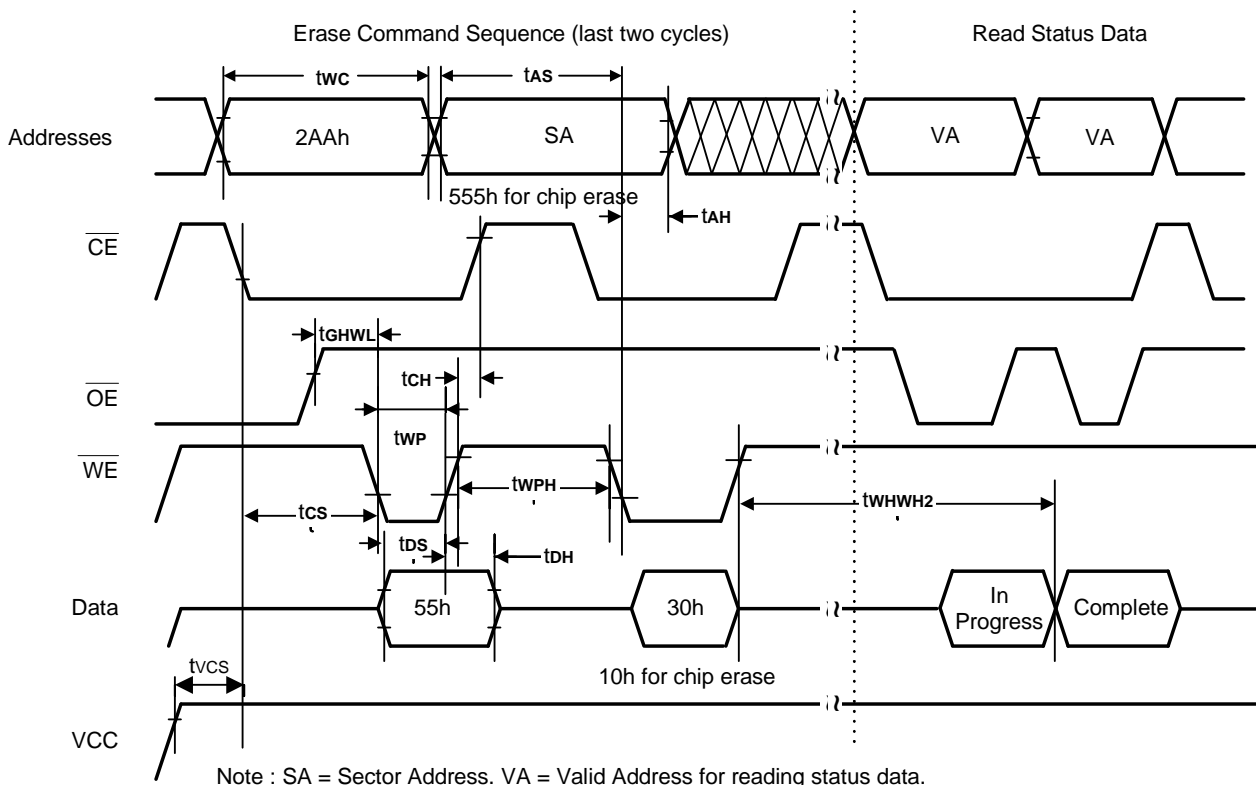 Erase Command Sequence (last two cycles)
Read Status Data
tWC
tAS
Addresses
2AAh
SA
VA
VA
555h for chip erase
tAH
CE
tGHWL
tCH
OE
tWP
WE
tWPH
tWHWH2
tCS
tDS
tDH
Data
55h
30h
In
Progress
Complete
tVCS
10h for chip erase
VCC
Note : SA = Sector Address. VA = Valid Address for reading status data.